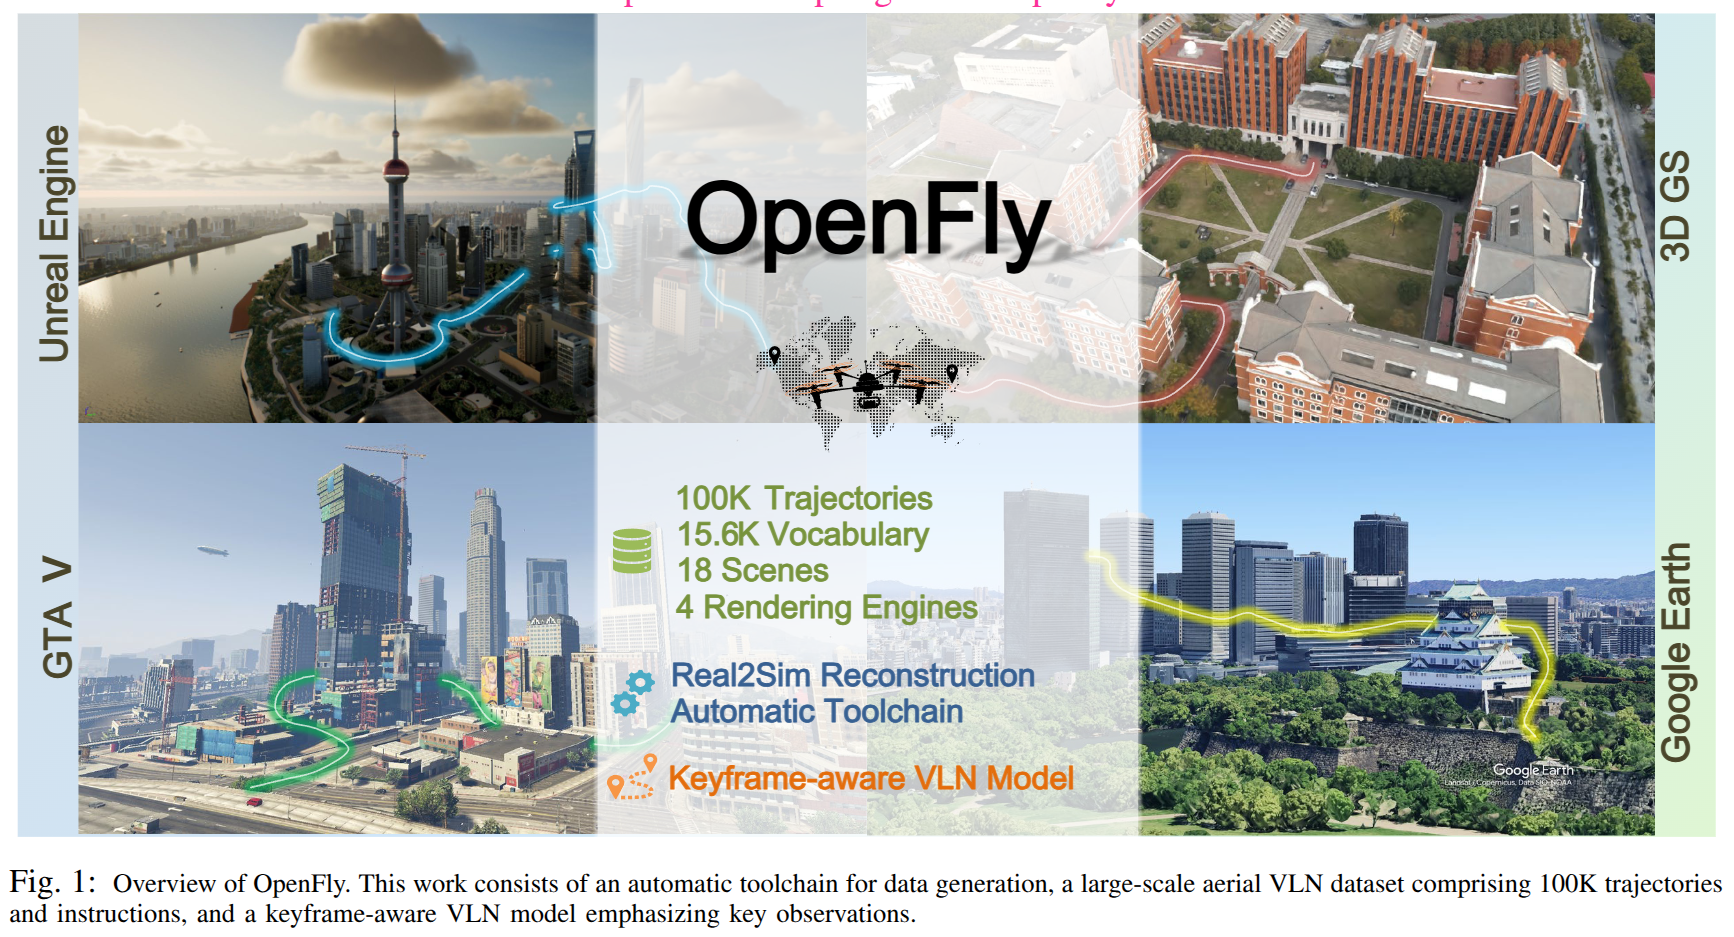 Unreal Engine
3D GS
OpenFly
GTA V
Google Earth
100K Trajectories
15.6K Vocabulary
18 Scenes
4 Rendering Engines
Real2Sim Reconstruction
Automatic Toolchain
Keyframe-aware VLN Model
Google Earth
Landsat / Copernicus, Data SIO, NOAA
Fig. 1: Overview of OpenFly. This work consists of an automatic toolchain for data generation, a large-scale aerial VLN dataset comprising 100K trajectories
and instructions, and a keyframe-aware VLN model emphasizing key observations.